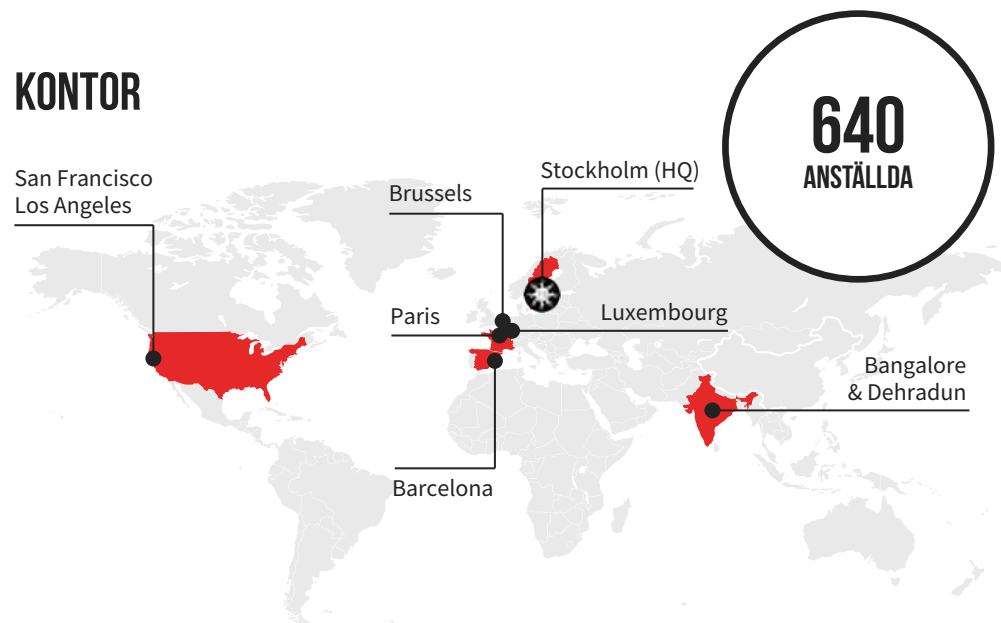 KONTOR
640
ANSTÄLLDA
San Francisco
Los Angeles
Brussels
Stockholm (HQ)
Paris
Luxembourg
Bangalore
& Dehradun
Barcelona